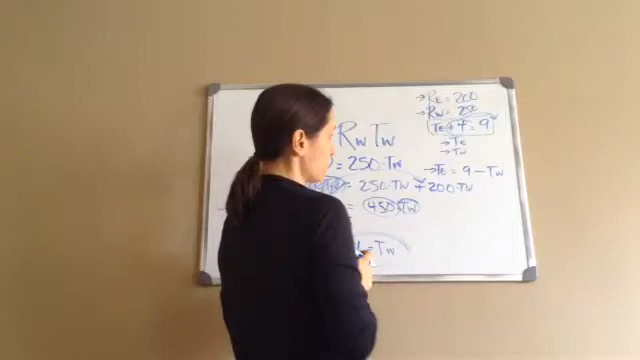 → RE = 200
→ RW = 250
TE + T = 9
→ TE
→ TW
RW TW
= 250·TW
→ TE = 9 - TW
= 250·TW + 200·TW
= 450 TW
= TW